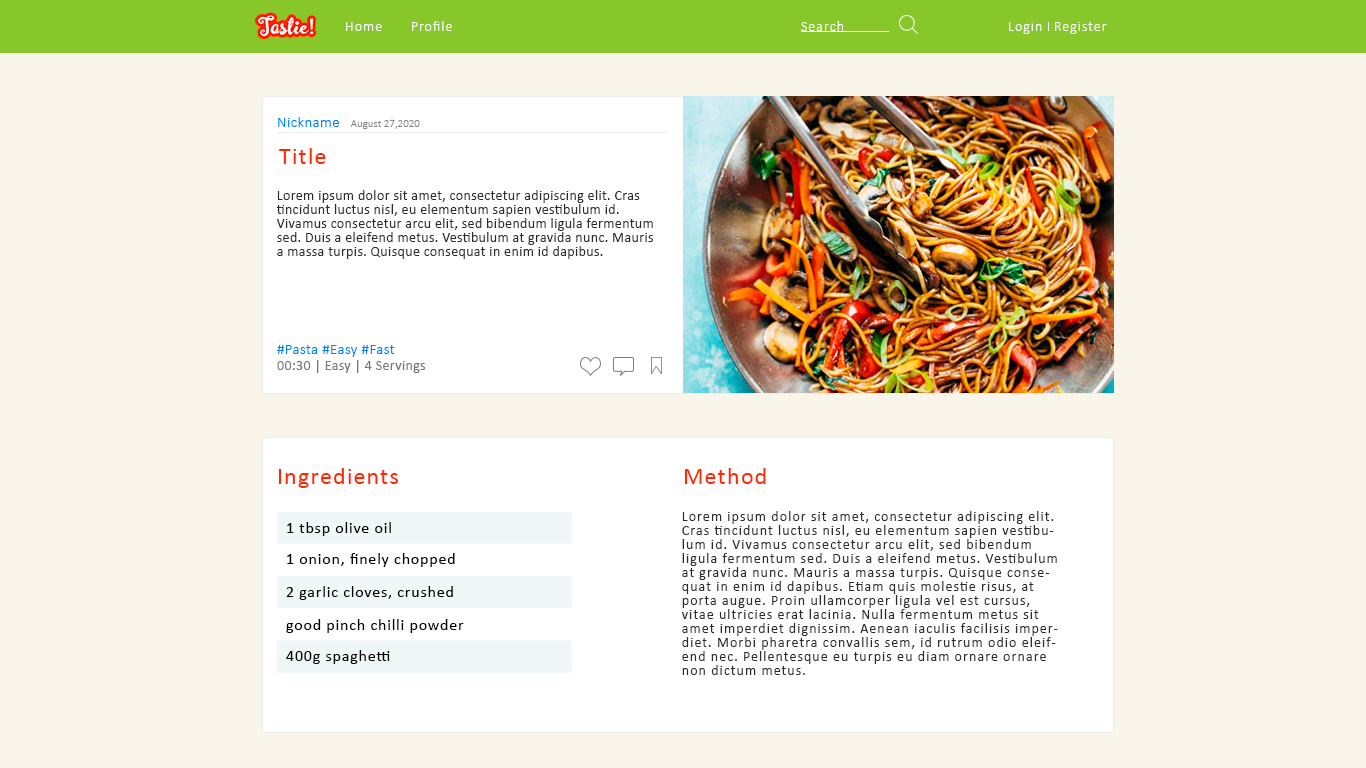 Tastie!
Home
Profile
Search
Login I Register
Nickname August 27,2020
Title
Lorem ipsum dolor sit amet, consectetur adipiscing elit. Cras
tincidunt luctus nisl, eu elementum sapien vestibulum id.
Vivamus consectetur arcu elit, sed bibendum ligula fermentum
sed. Duis a eleifend metus. Vestibulum at gravida nunc. Mauris
a massa turpis. Quisque consequat in enim id dapibus.
#Pasta #Easy #Fast
00:30 | Easy | 4 Servings
Ingredients
1 tbsp olive oil
1 onion, finely chopped
2 garlic cloves, crushed
good pinch chilli powder
400g spaghetti
Method
Lorem ipsum dolor sit amet, consectetur adipiscing elit.
Cras tincidunt luctus nisl, eu elementum sapien vestibu-
lum id. Vivamus consectetur arcu elit, sed bibendum
ligula fermentum sed. Duis a eleifend metus. Vestibulum
at gravida nunc. Mauris a massa turpis. Quisque conse-
quat in enim id dapibus. Etiam quis molestie risus, at
porta augue. Proin ullamcorper ligula vel est cursus,
vitae ultricies erat lacinia. Nulla fermentum metus sit
amet imperdiet dignissim. Aenean iaculis facilisis imper-
diet. Morbi pharetra convallis sem, id rutrum odio eleif-
end nec. Pellentesque eu turpis eu diam ornare ornare
non dictum metus.